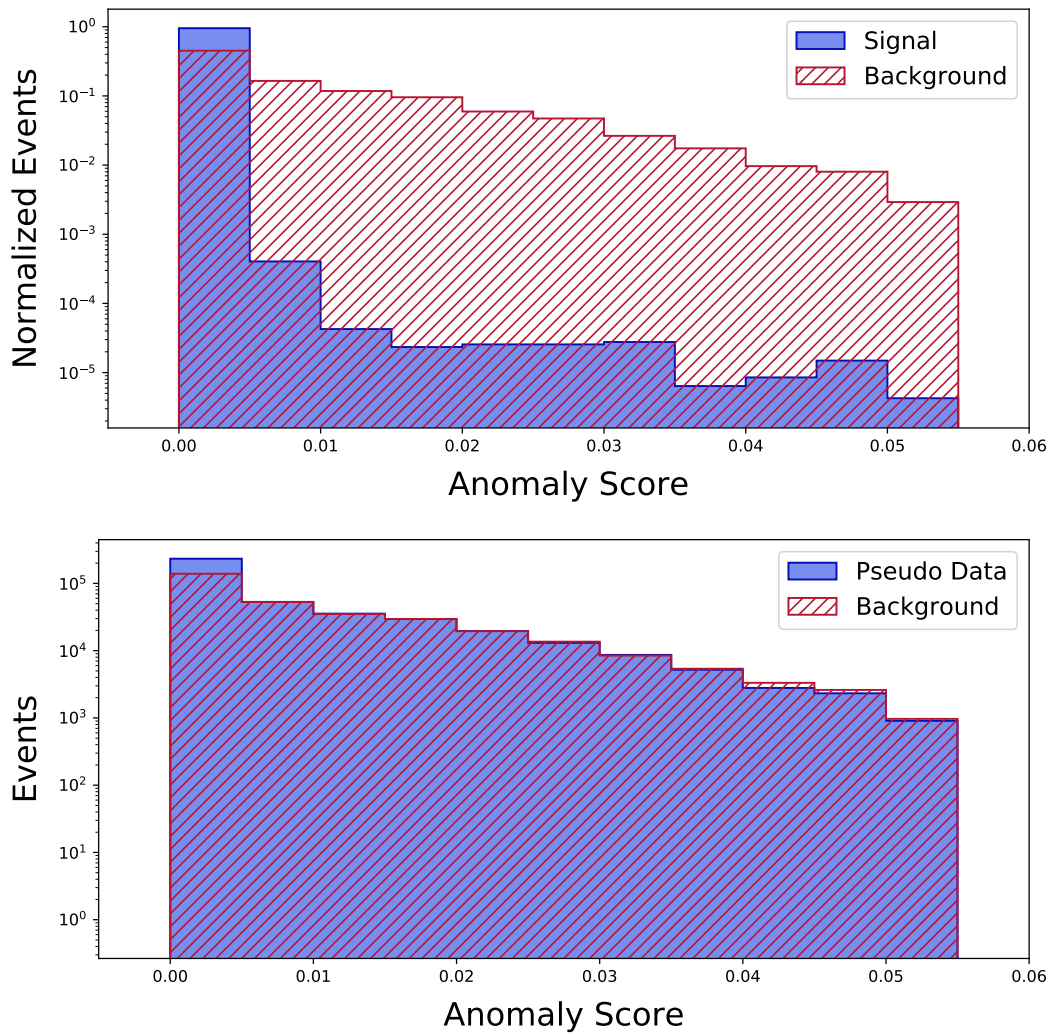 Normalized Events
10⁰
10⁻¹
10⁻²
10⁻³
10⁻⁴
10⁻⁵
Signal
Background
0.00 0.01 0.02 0.03 0.04 0.05 0.06
Anomaly Score
Events
10⁵
10⁴
10³
10²
10¹
10⁰
Pseudo Data
Background
0.00 0.01 0.02 0.03 0.04 0.05 0.06
Anomaly Score